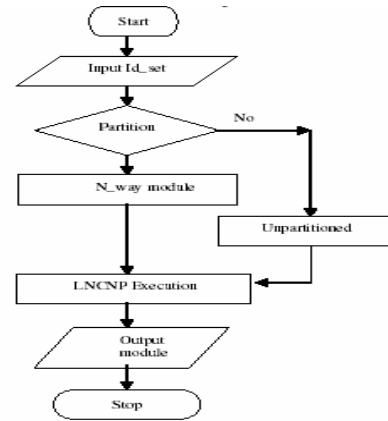 Start
Input Id_set
Partition
No
N_way module
Unpartitioned
LNCNP Execution
Output
module
Stop